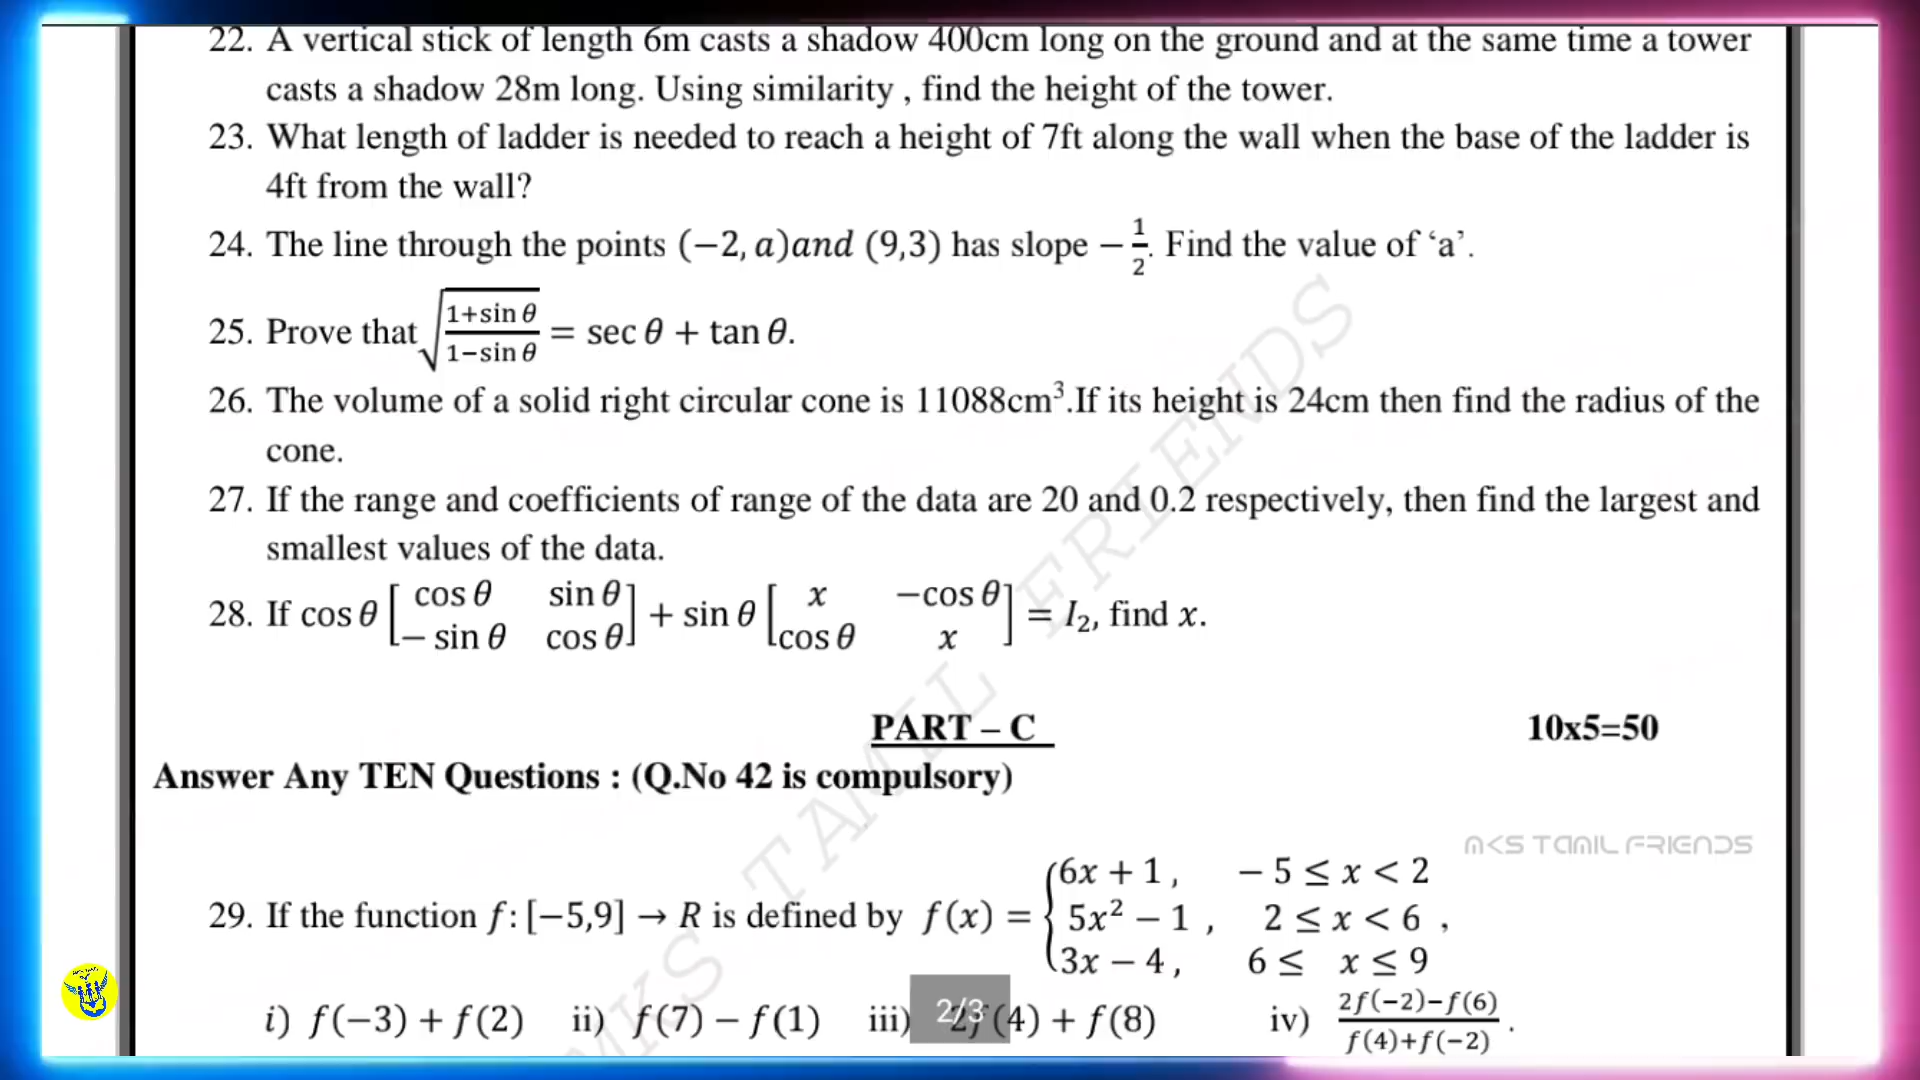 22. A vertical stick of length 6m casts a shadow 400cm long on the ground and at the same time a tower
casts a shadow 28m long. Using similarity , find the height of the tower.
23. What length of ladder is needed to reach a height of 7ft along the wall when the base of the ladder is
4ft from the wall?
24. The line through the points (−2, a)and (9,3) has slope −1/2. Find the value of ‘a’.
25. Prove that √((1+sin θ)/(1−sin θ)) = sec θ + tan θ.
26. The volume of a solid right circular cone is 11088cm³.If its height is 24cm then find the radius of the
cone.
27. If the range and coefficients of range of the data are 20 and 0.2 respectively, then find the largest and
smallest values of the data.
28. If cos θ [cos θ sin θ; − sin θ cos θ] + sin θ [x −cos θ; cos θ x] = I₂, find x.
PART – C 10x5=50
Answer Any TEN Questions : (Q.No 42 is compulsory)
MKS TAMIL FRIENDS
29. If the function f: [−5,9] → R is defined by f(x) = {6x + 1 , − 5 ≤ x < 2
5x² − 1 , 2 ≤ x < 6 ,
3x − 4 , 6 ≤ x ≤ 9
i) f(−3) + f(2) ii) f(7) − f(1) iii) 2f(4) + f(8) iv) (2f(−2)−f(6))/(f(4)+f(−2)) .
2/3
MKS TAMIL FRIENDS